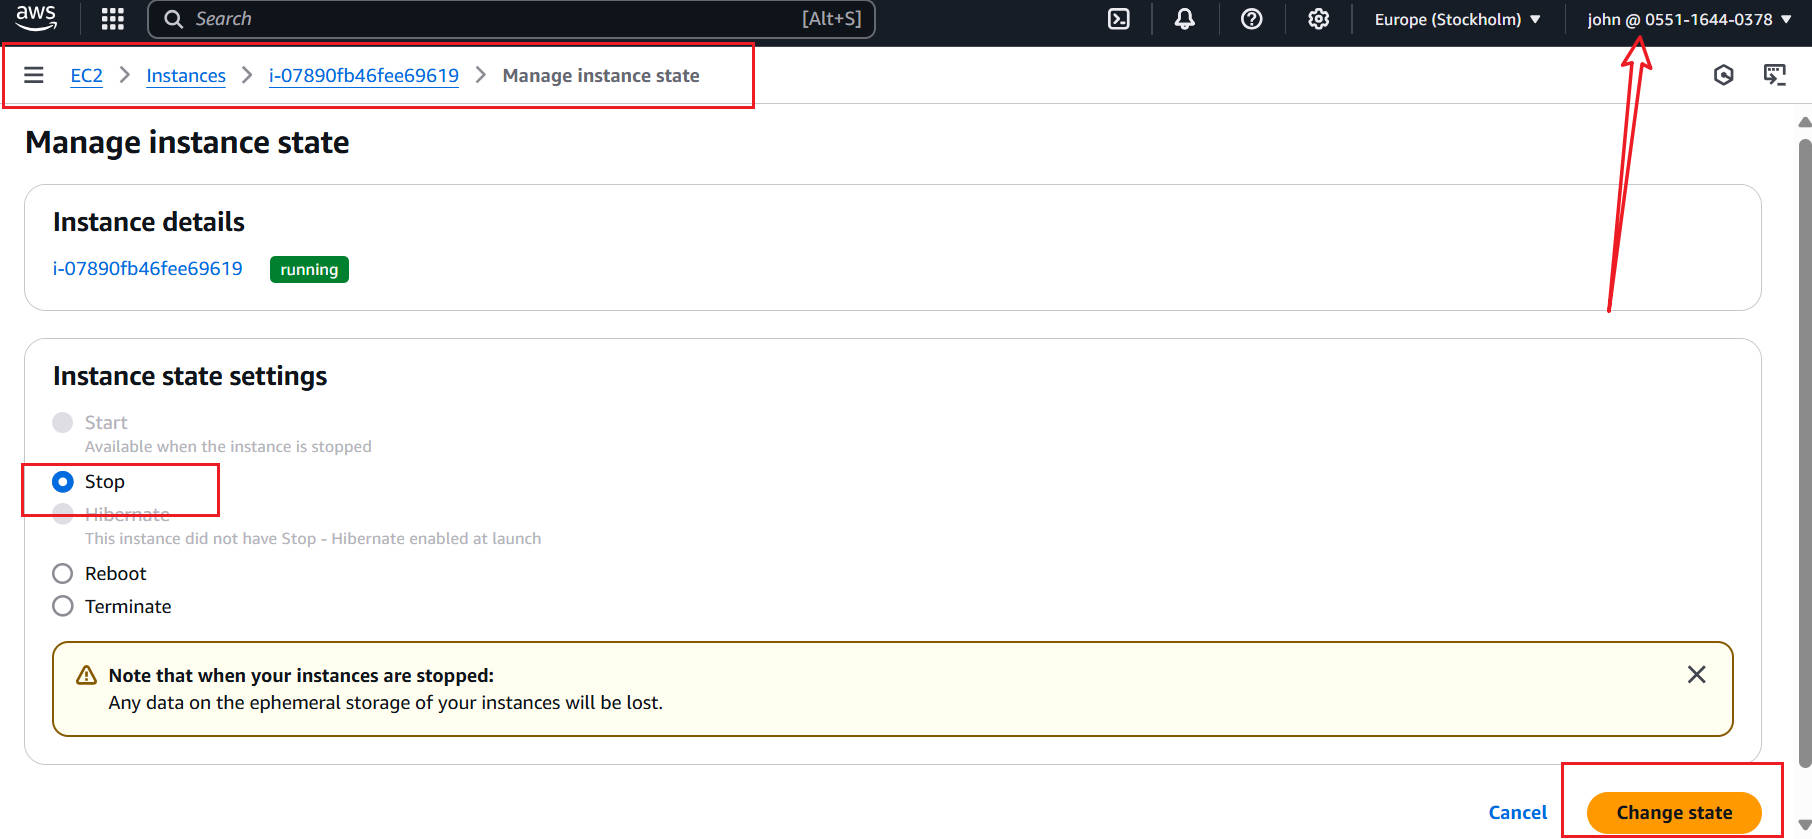 aws Search [Alt+S] Europe (Stockholm) john @ 0551-1644-0378
EC2 Instances i-07890fb46fee69619 Manage instance state
Manage instance state
Instance details
i-07890fb46fee69619 running
Instance state settings
Start
Available when the instance is stopped
Stop
Hibernate
This instance did not have Stop - Hibernate enabled at launch
Reboot
Terminate
Note that when your instances are stopped:
Any data on the ephemeral storage of your instances will be lost.
Cancel Change state